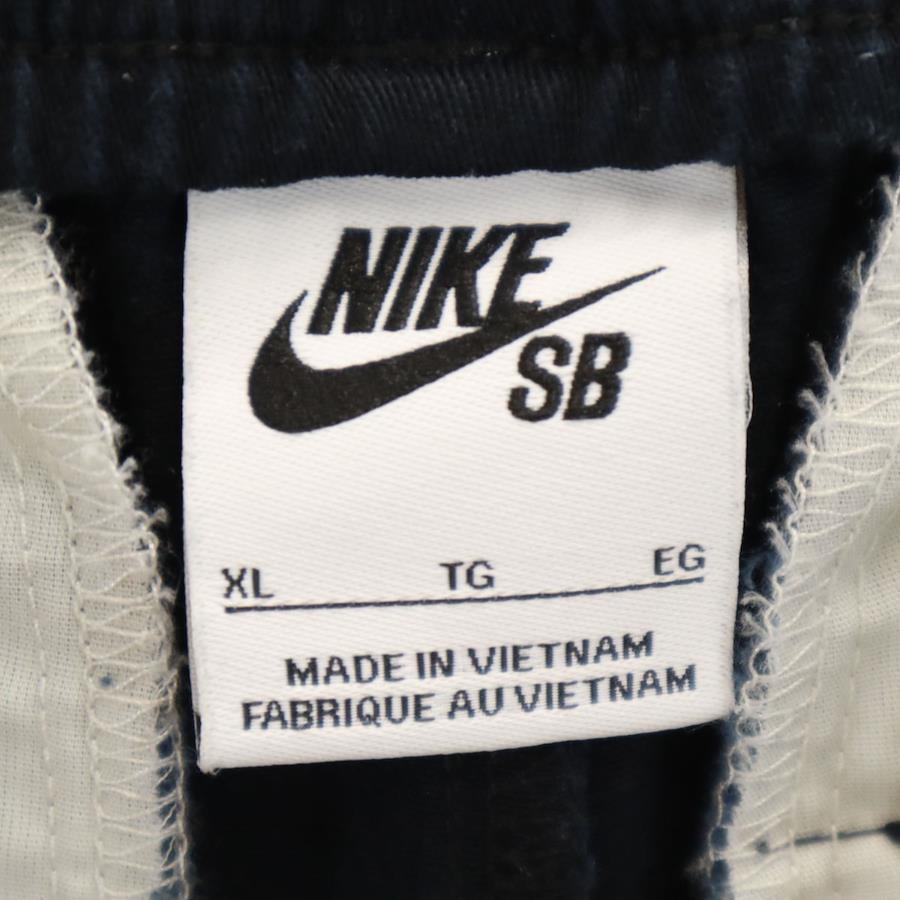 NIKE
SB
XL TG EG
MADE IN VIETNAM
FABRIQUE AU VIETNAM